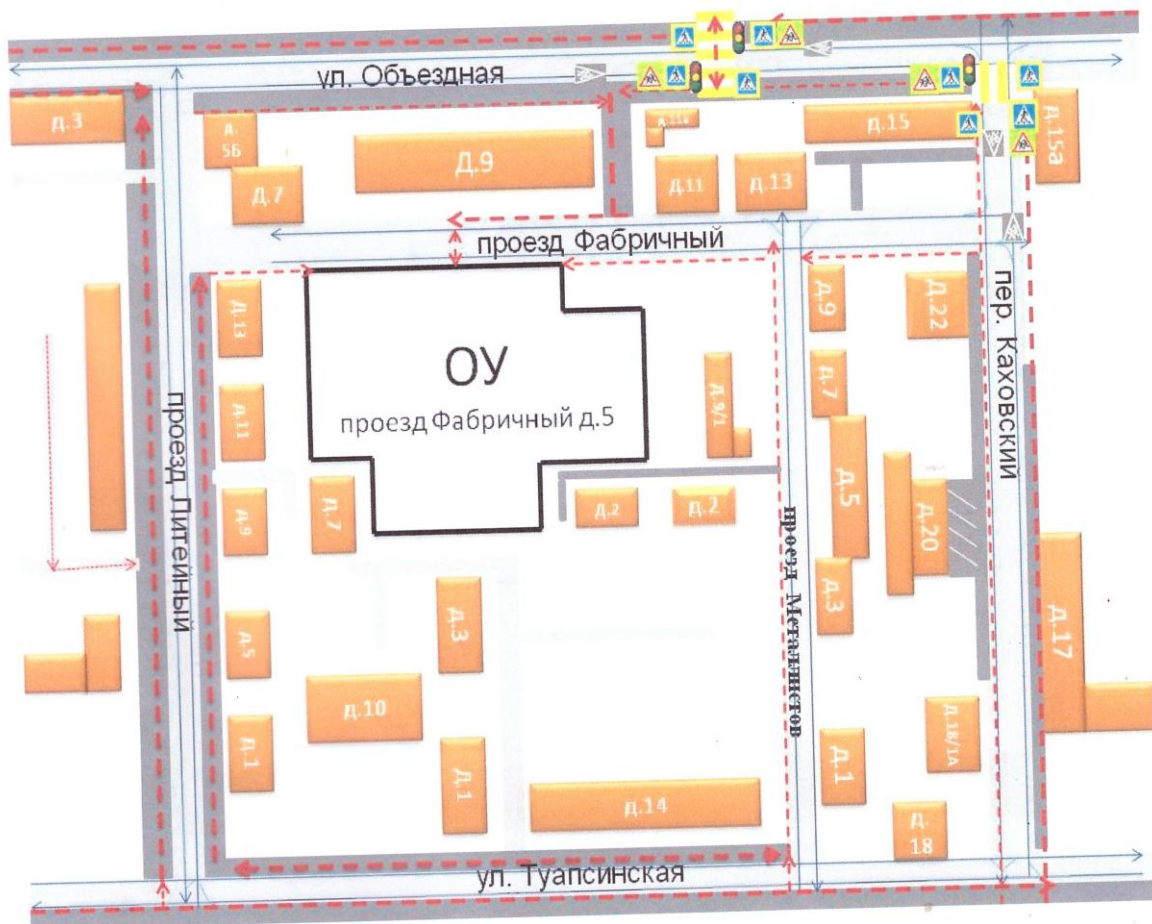 ул. Объездная
д.3
д.
5Б
Д.7
Д.9
д.11а
д.11
д.13
д.15
д.15а
проезд Фабричный
д.13
д.11
д.9
д.5
д.1
проезд Литейный
ОУ
проезд Фабричный д.5
д.7
д.9/1
д.2
д.2
д.3
д.10
д.1
д.14
проезд Металлистов
д.9
д.7
д.5
д.3
д.1
Д.22
д.20
д.18/1А
д.
18
пер. Каховский
д.17
ул. Туапсинская